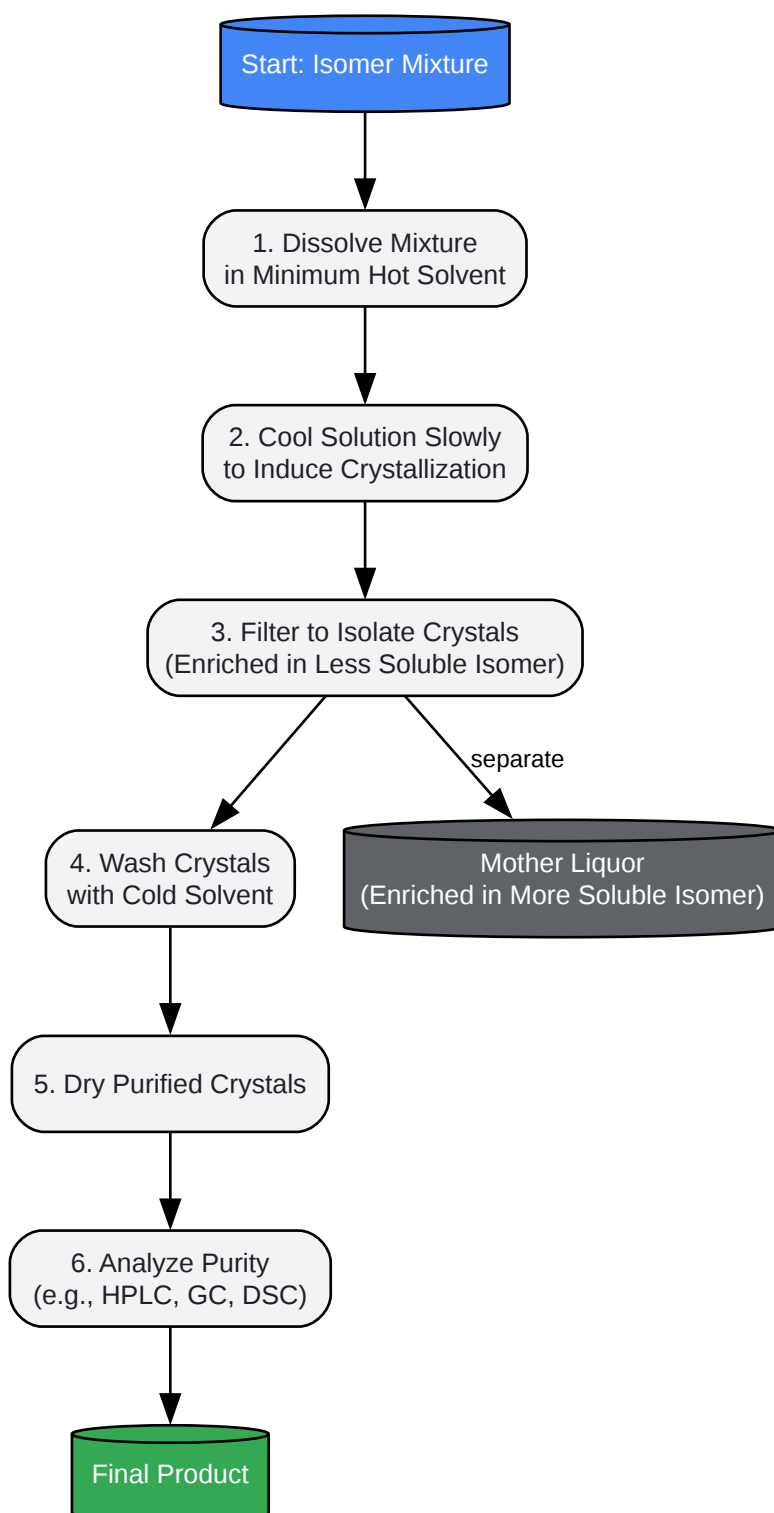 Start: Isomer Mixture
1. Dissolve Mixture
in Minimum Hot Solvent
2. Cool Solution Slowly
to Induce Crystallization
3. Filter to Isolate Crystals
(Enriched in Less Soluble Isomer)
separate
4. Wash Crystals
with Cold Solvent
Mother Liquor
(Enriched in More Soluble Isomer)
5. Dry Purified Crystals
6. Analyze Purity
(e.g., HPLC, GC, DSC)
Final Product